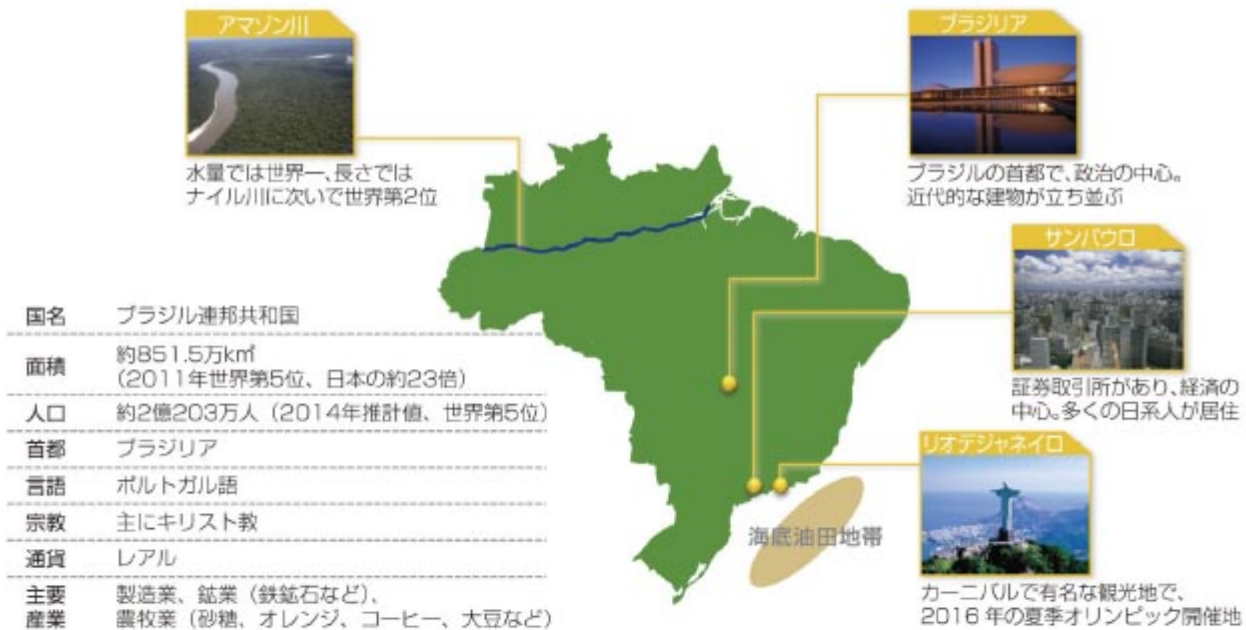 アマゾン川
水量では世界一、長さでは
ナイル川に次いで世界第2位
ブラジリア
ブラジルの首都で、政治の中心。
近代的な建物が立ち並ぶ
サンパウロ
証券取引所があり、経済の
中心。多くの日系人が居住
リオデジャネイロ
カーニバルで有名な観光地で、
2016 年の夏季オリンピック開催地
海底油田地帯
国名 ブラジル連邦共和国
面積 約851.5万km²
(2011年世界第5位、日本の約23倍)
人口 約2億203万人(2014年推計値、世界第5位)
首都 ブラジリア
言語 ポルトガル語
宗教 主にキリスト教
通貨 レアル
主要 製造業、鉱業(鉄鉱石など)、
産業 農牧業(砂糖、オレンジ、コーヒー、大豆など)